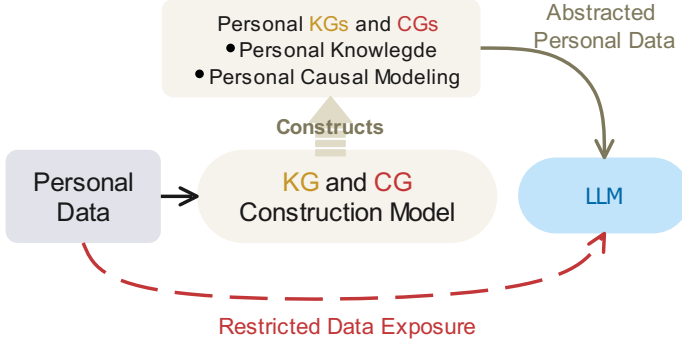 Personal KGs and CGs
• Personal Knowlegde
• Personal Causal Modeling
Abstracted
Personal Data
Constructs
Personal
Data
KG and CG
Construction Model
LLM
Restricted Data Exposure